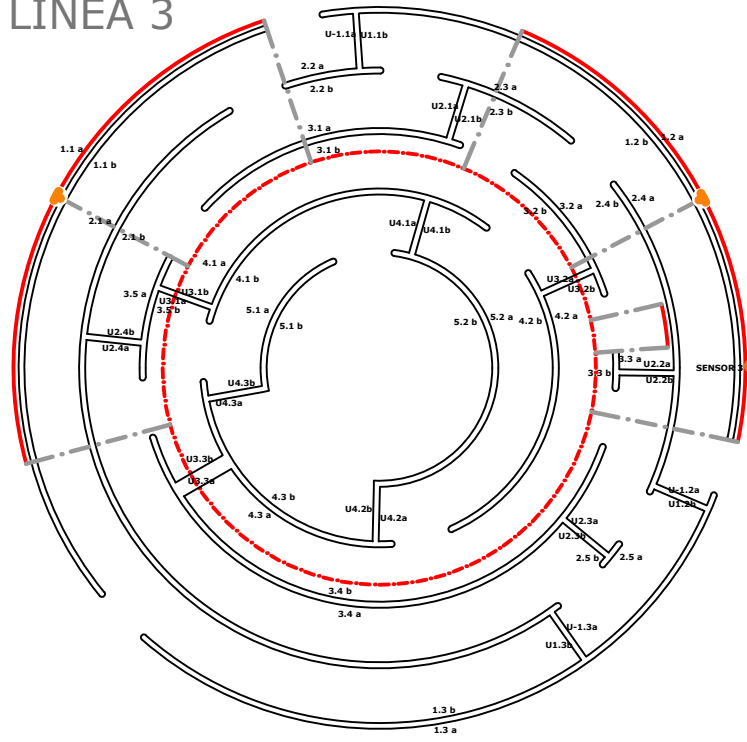 LINEA 3
U-1.1a
U1.1b
2.2 a
2.2 b
2.3 a
2.3 b
U2.1a
U2.1b
3.1 a
3.1 b
1.1 a
1.1 b
1.2 a
1.2 b
2.1 a
2.1 b
2.4 a
2.4 b
3.2 a
3.2 b
U4.1a
U4.1b
4.1 a
4.1 b
U3.1b
U3.1a
3.5 a
3.5 b
U3.2a
U3.2b
5.1 a
5.1 b
5.2 a
5.2 b
4.2 a
4.2 b
U2.4b
U2.4a
3.3 a
3.3 b
U2.2a
U2.2b
SENSOR 3
U4.3b
U4.3a
U3.3b
U3.3a
4.3 b
4.3 a
U4.2b
U4.2a
U-1.2a
U1.2b
U2.3a
U2.3b
2.5 b
2.5 a
3.4 b
3.4 a
U-1.3a
U1.3b
1.3 b
1.3 a